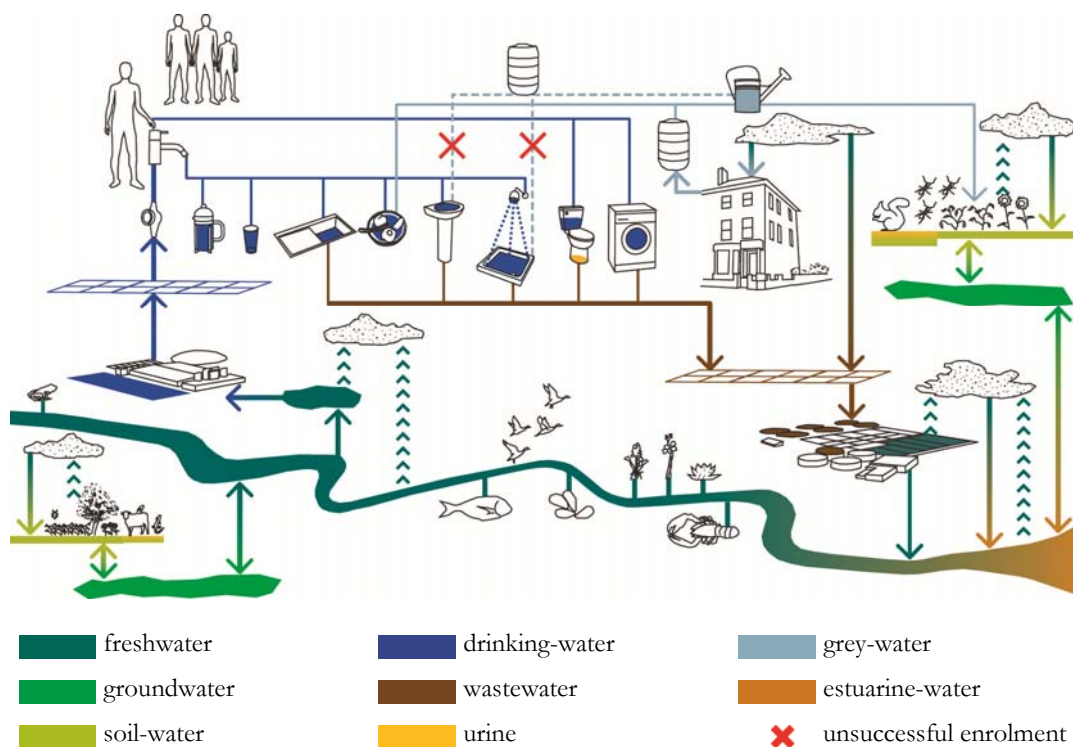 freshwater
drinking-water
grey-water
groundwater
wastewater
estuarine-water
soil-water
urine
unsuccessful enrolment